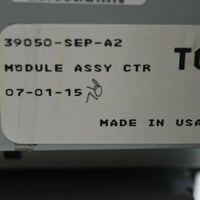 39050-SEP-A2
MODULE ASSY CTR
07-01-15
MADE IN USA